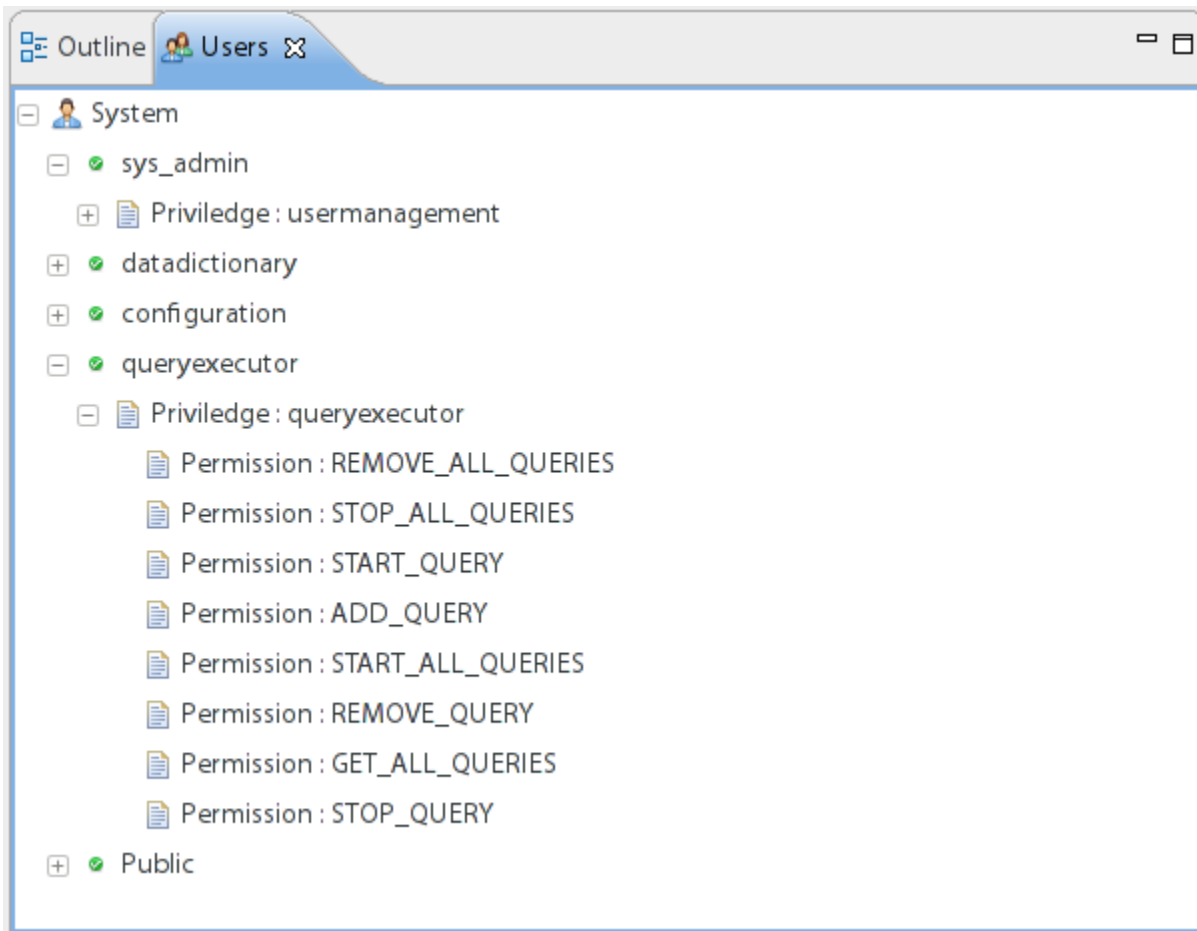 Outline Users
System
sys_admin
Priviledge : usermanagement
datadictionary
configuration
queryexecutor
Priviledge : queryexecutor
Permission : REMOVE_ALL_QUERIES
Permission : STOP_ALL_QUERIES
Permission : START_QUERY
Permission : ADD_QUERY
Permission : START_ALL_QUERIES
Permission : REMOVE_QUERY
Permission : GET_ALL_QUERIES
Permission : STOP_QUERY
Public